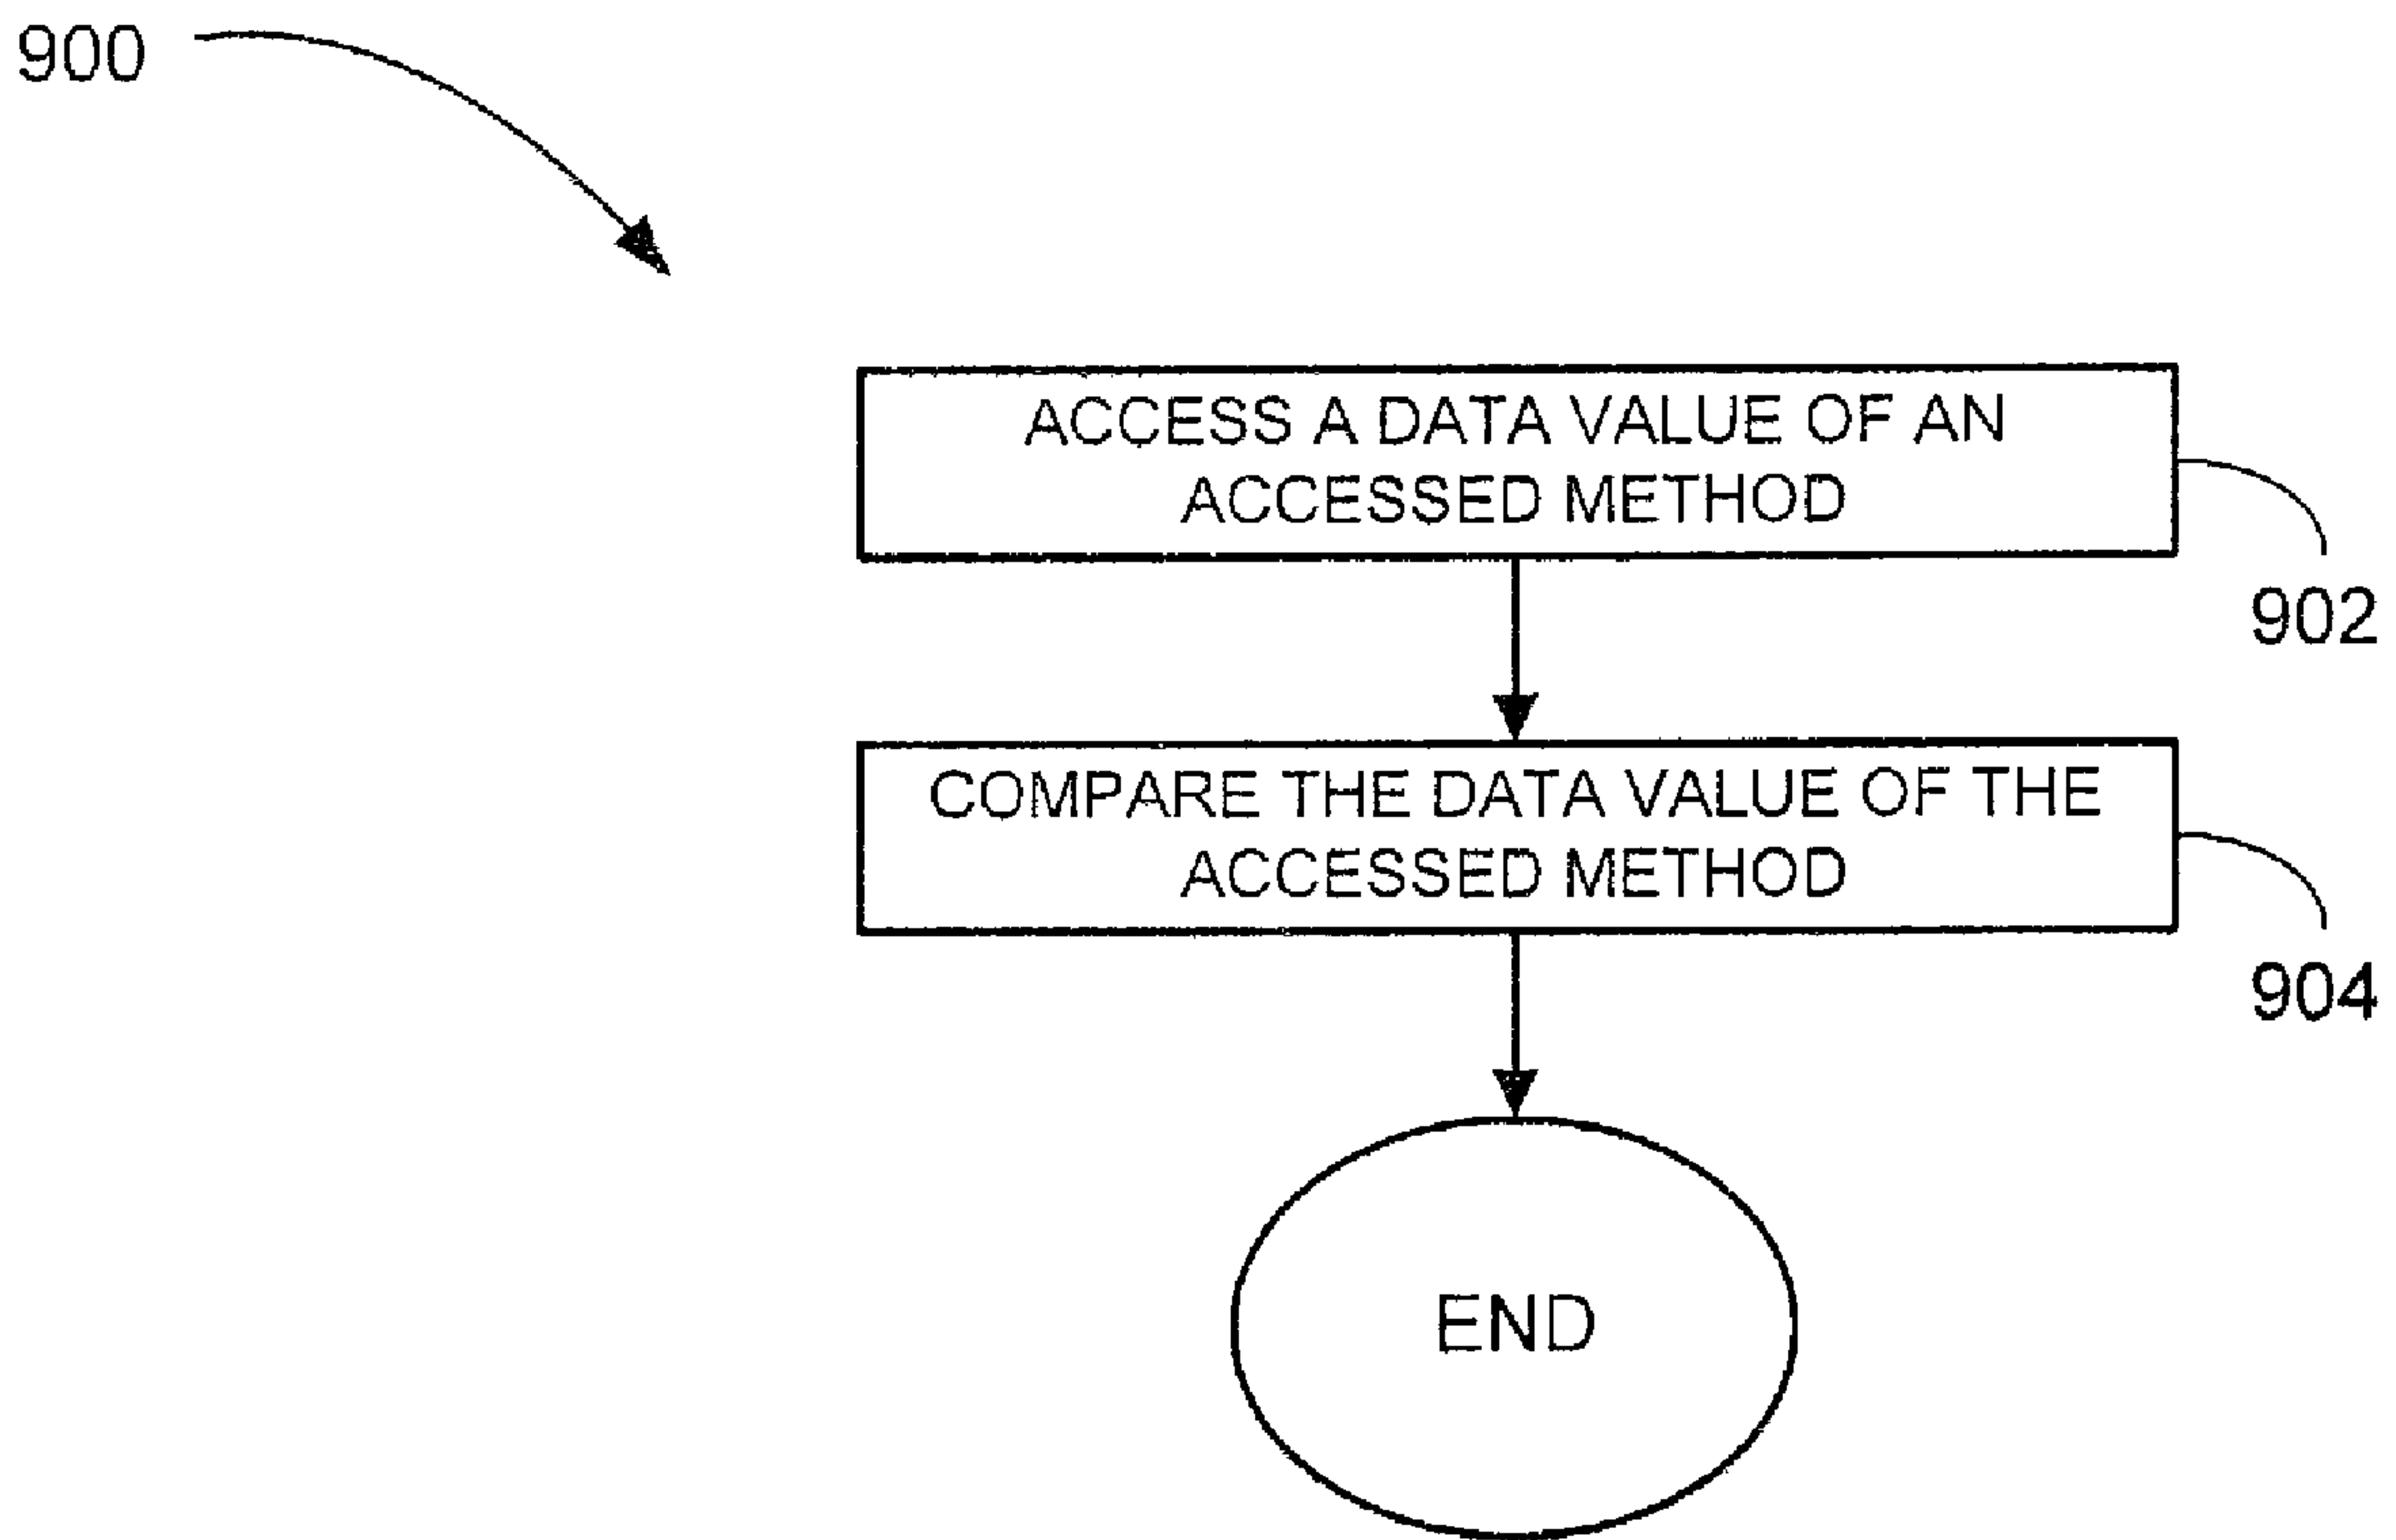 900
ACCESS A DATA VALUE OF AN
ACCESSED METHOD
902
COMPARE THE DATA VALUE OF THE
ACCESSED METHOD
904
END